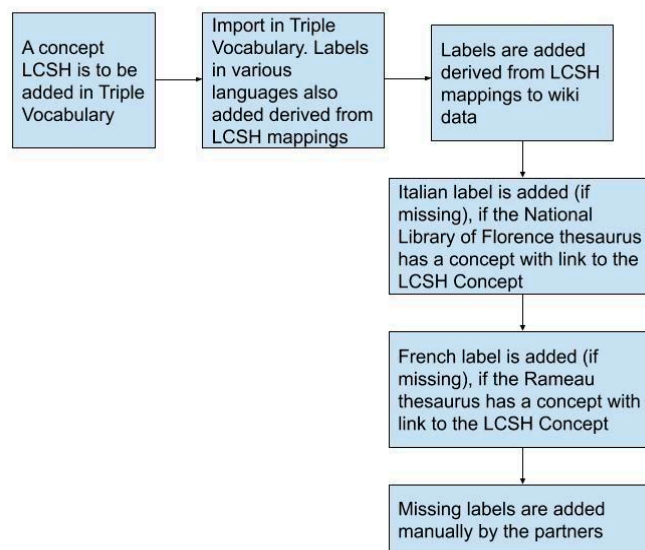 A concept
LCSH is to be
added in Triple
Vocabulary
Import in Triple
Vocabulary. Labels
in various
languages also
added derived from
LCSH mappings
Labels are added
derived from LCSH
mappings to wiki
data
Italian label is added (if
missing), if the National
Library of Florence thesaurus
has a concept with link to the
LCSH Concept
French label is added (if
missing), if the Rameau
thesaurus has a concept with
link to the LCSH Concept
Missing labels are added
manually by the partners